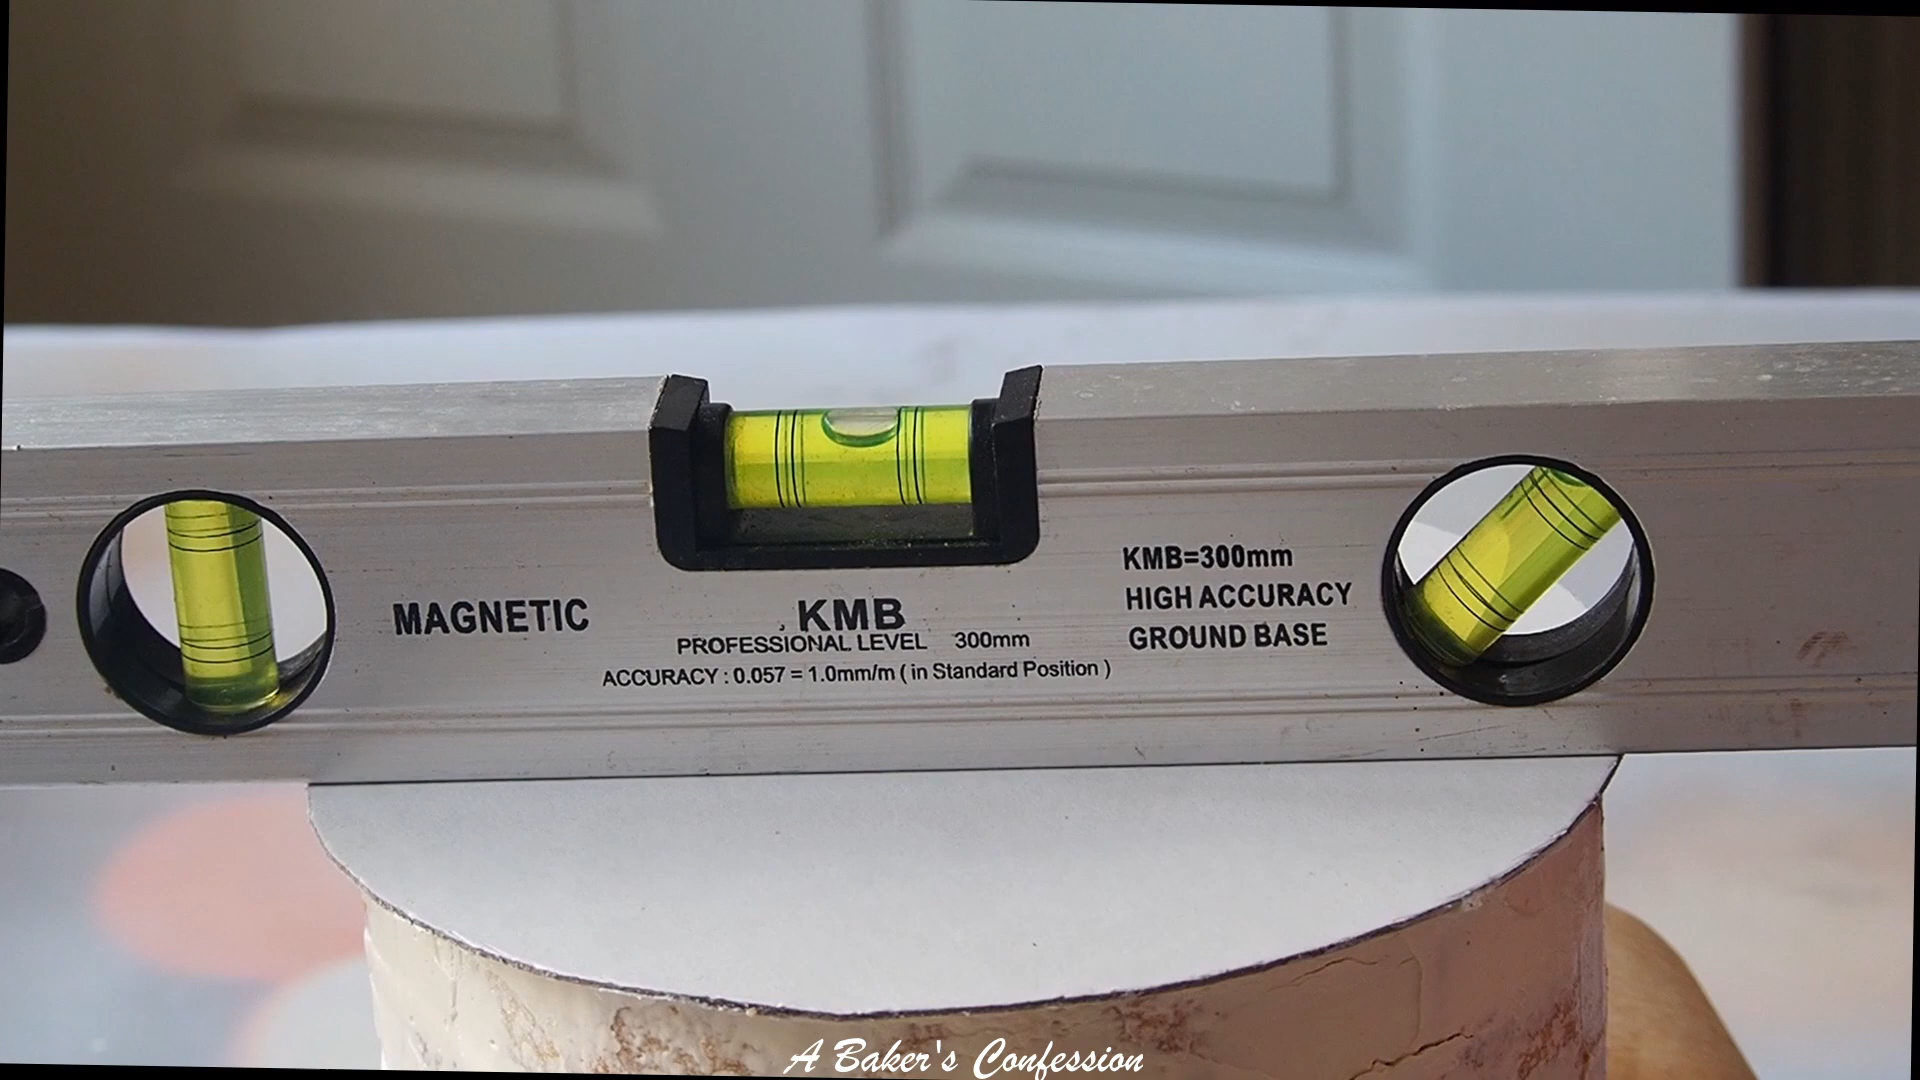 MAGNETIC
KMB
PROFESSIONAL LEVEL 300mm
ACCURACY : 0.057 = 1.0mm/m ( in Standard Position )
KMB=300mm
HIGH ACCURACY
GROUND BASE
A Baker's Confession